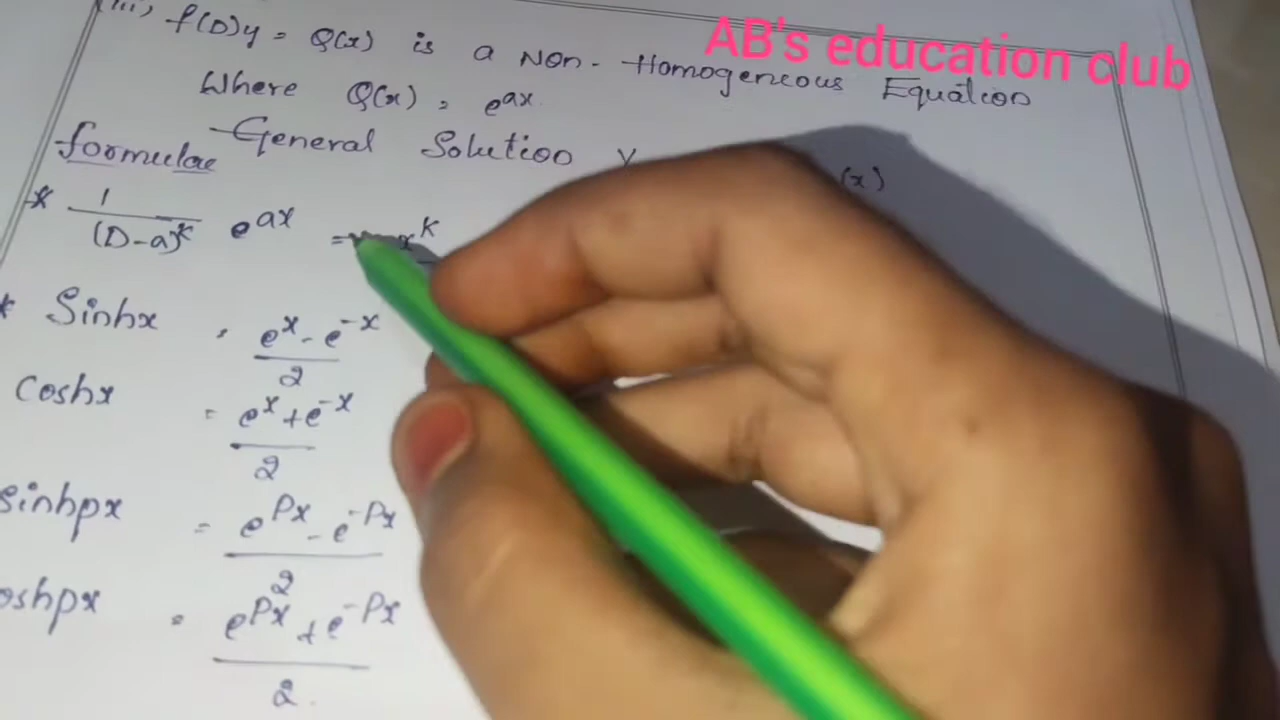 (iii) f(D)y = Q(x) is a Non-Homogeneous Equation
AB's education club
Where Q(x) = e^ax.
General Solution y (x)
formulae
* 1/(D-a)^k e^ax = x^k
* Sinhx = e^x - e^-x / 2
Coshx = e^x + e^-x / 2
Sinhpx = e^Px - e^-Px / 2
oshpx = e^Px + e^-Px / 2.